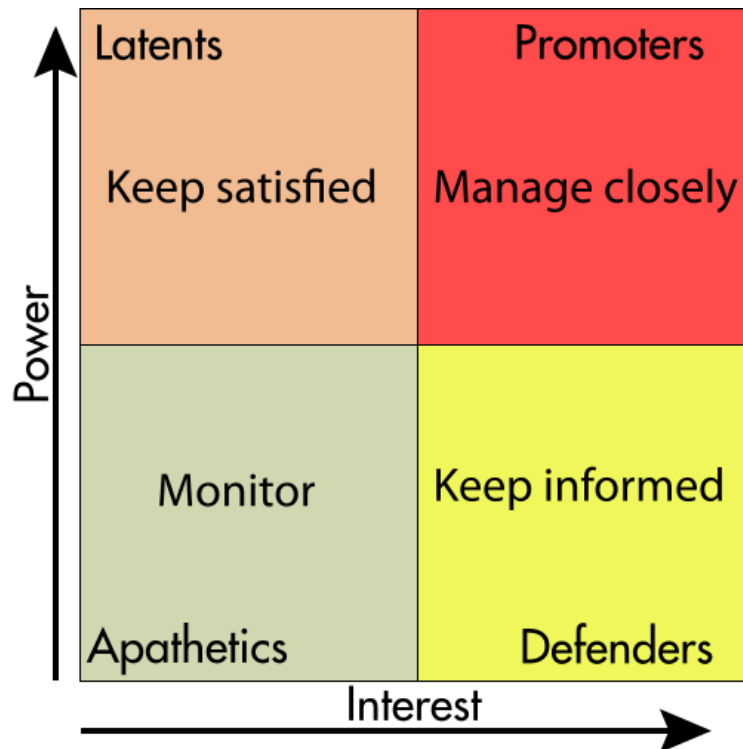 Latents
Promoters
Keep satisfied
Manage closely
Power
Monitor
Keep informed
Apathetics
Defenders
Interest